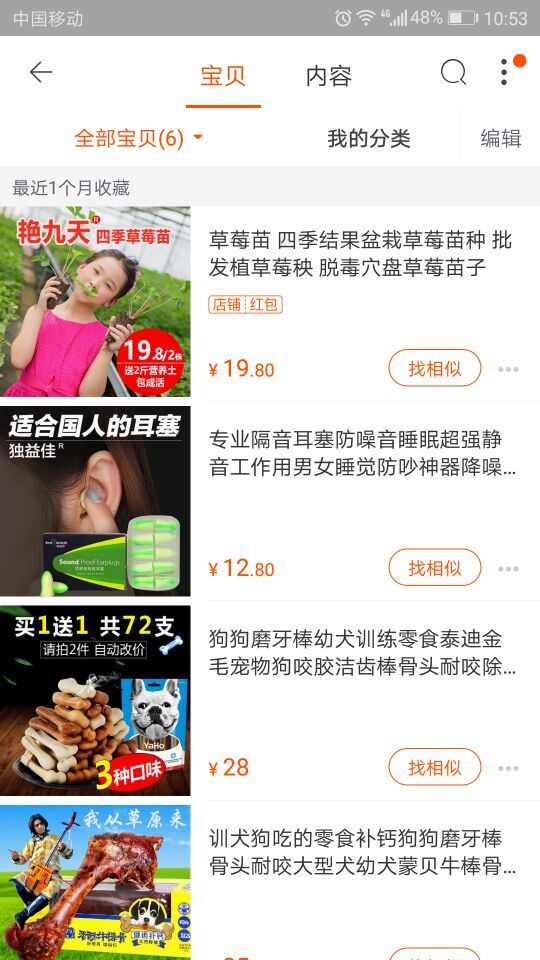 中国移动
4G 48% 10:53
宝贝
内容
全部宝贝(6)
我的分类
编辑
最近1个月收藏
艳九天® 四季草莓苗
19.8/2株
送2斤营养土
包成活
草莓苗 四季结果盆栽草莓苗种 批
发植草莓秧 脱毒穴盘草莓苗子
店铺 红包
¥ 19.80
找相似
适合国人的耳塞
独益佳®
Sound Proof Earplugs
专业隔音耳塞防噪音睡眠超强静
音工作用男女睡觉防吵神器降噪...
¥ 12.80
找相似
买1送1 共72支
请拍2件 自动改价
YaHo
3种口味
狗狗磨牙棒幼犬训练零食泰迪金
毛宠物狗咬胶洁齿棒骨头耐咬除...
¥ 28
找相似
我从草原来
健齿补钙
训犬狗吃的零食补钙狗狗磨牙棒
骨头耐咬大型犬幼犬蒙贝牛棒骨...